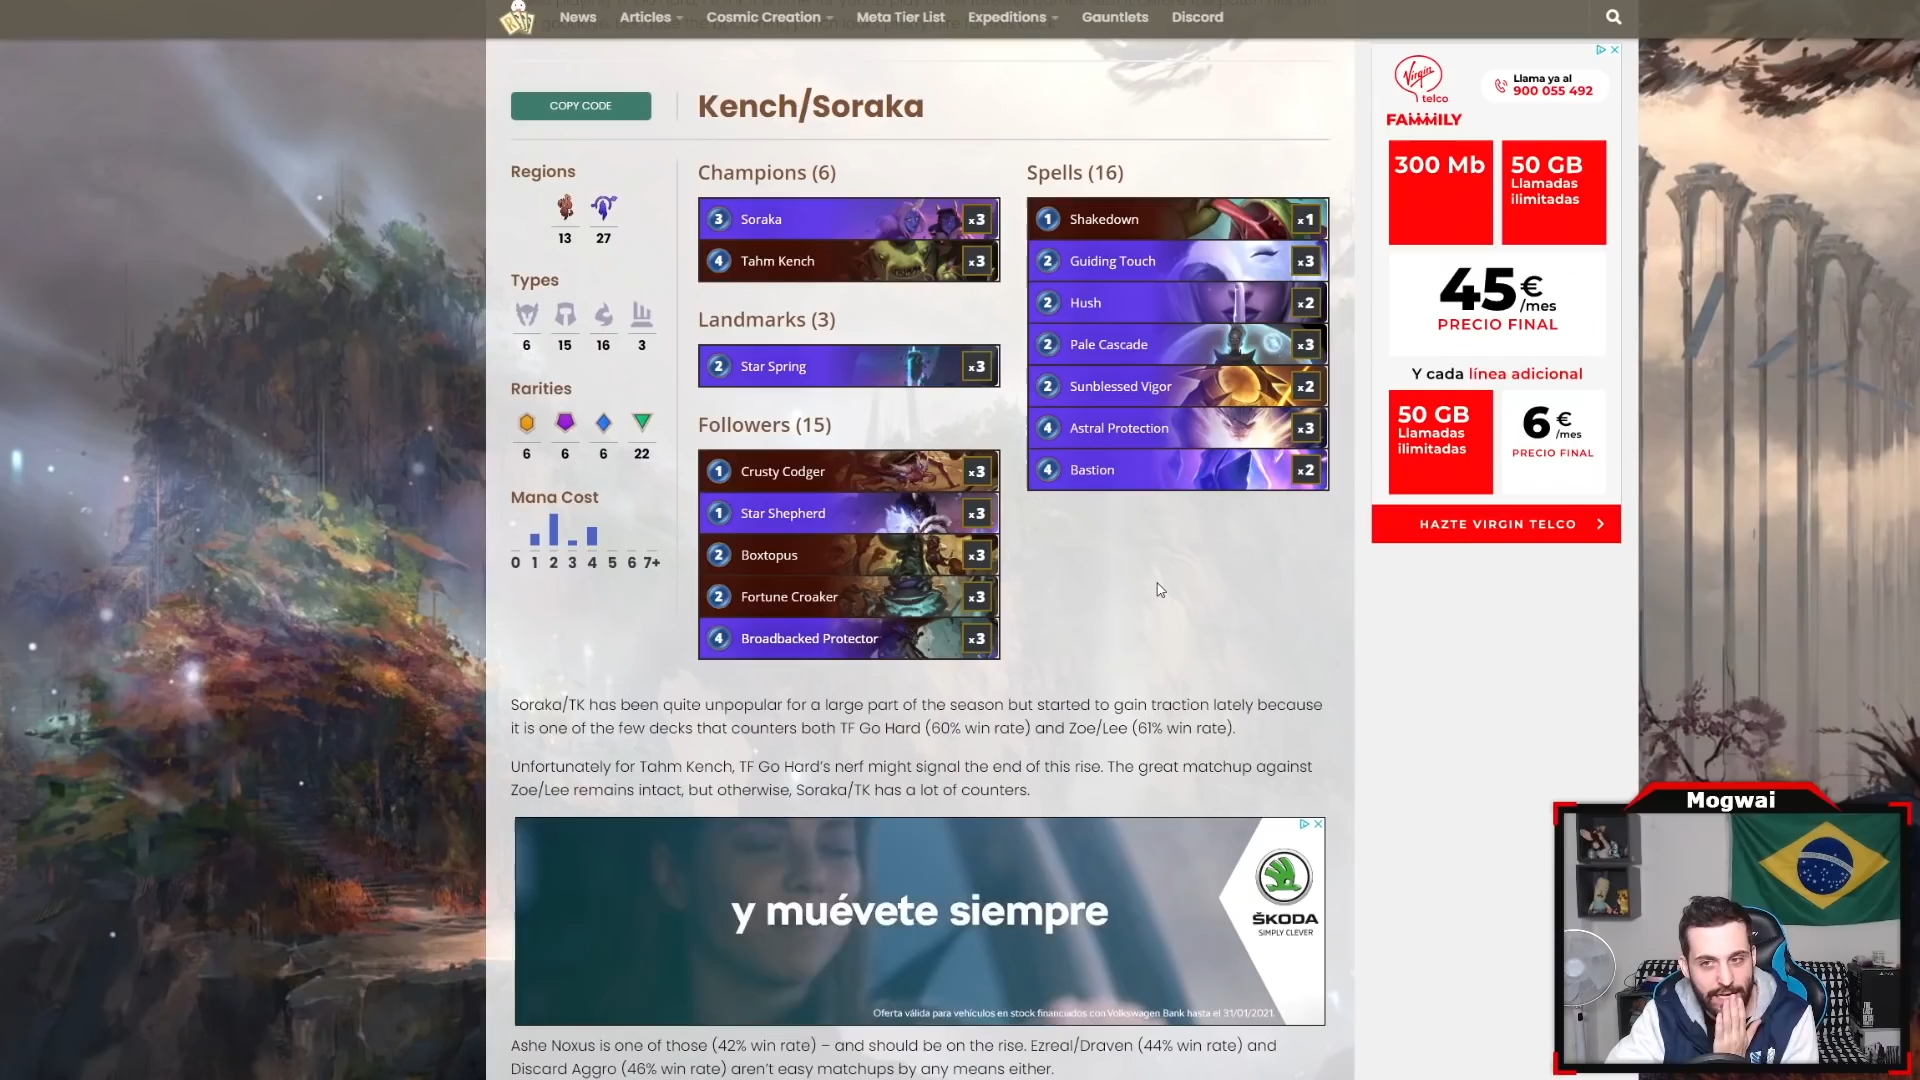 News Articles Cosmic Creation Meta Tier List Expeditions Gauntlets Discord
COPY CODE
Kench/Soraka
Regions
13 27
Types
6 15 16 3
Rarities
6 6 6 22
Mana Cost
0 1 2 3 4 5 6 7+
Champions (6)
3 Soraka x3
4 Tahm Kench x3
Landmarks (3)
2 Star Spring x3
Followers (15)
1 Crusty Codger x3
1 Star Shepherd x3
2 Boxtopus x3
2 Fortune Croaker x3
4 Broadbacked Protector x3
Spells (16)
1 Shakedown x1
2 Guiding Touch x3
2 Hush x2
2 Pale Cascade x3
2 Sunblessed Vigor x2
4 Astral Protection x3
4 Bastion x2
Soraka/TK has been quite unpopular for a large part of the season but started to gain traction lately because
it is one of the few decks that counters both TF Go Hard (60% win rate) and Zoe/Lee (61% win rate).
Unfortunately for Tahm Kench, TF Go Hard's nerf might signal the end of this rise. The great matchup against
Zoe/Lee remains intact, but otherwise, Soraka/TK has a lot of counters.
y muévete siempre
ŠKODA
SIMPLY CLEVER
Oferta válida para vehículos en stock financiados con Volkswagen Bank hasta el 31/01/2021.
Ashe Noxus is one of those (42% win rate) – and should be on the rise. Ezreal/Draven (44% win rate) and
Discard Aggro (46% win rate) aren't easy matchups by any means either.
Virgin
telco
FAMMILY
Llama ya al
900 055 492
300 Mb
50 GB
Llamadas
ilimitadas
45€
/mes
PRECIO FINAL
Y cada línea adicional
50 GB
Llamadas
ilimitadas
6€
/mes
PRECIO FINAL
HAZTE VIRGIN TELCO
Mogwai